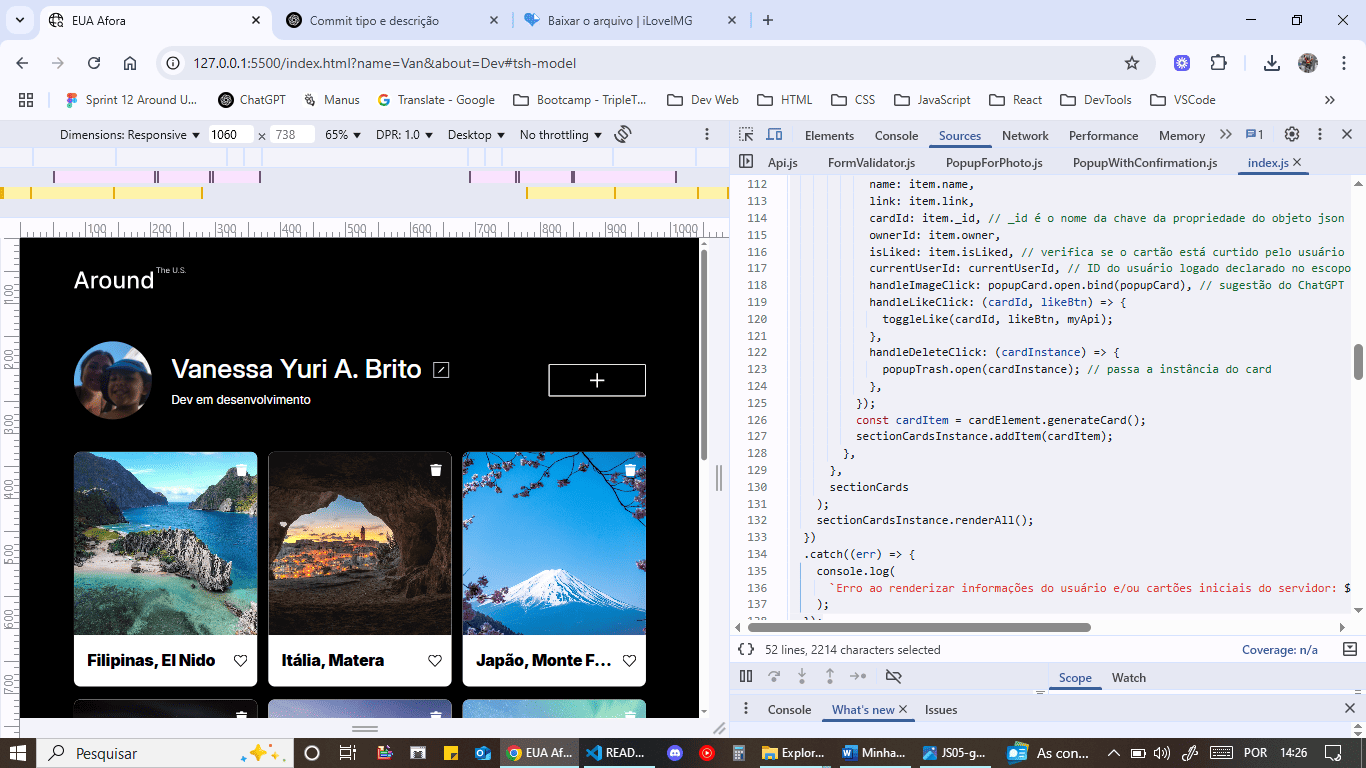 EUA Afora
Commit tipo e descrição
Baixar o arquivo | iLoveIMG
127.0.0.1:5500/index.html?name=Van&about=Dev#tsh-model
Sprint 12 Around U... ChatGPT Manus Translate - Google Bootcamp - TripleT... Dev Web HTML CSS JavaScript React DevTools VSCode
Dimensions: Responsive 1060 × 738 65% DPR: 1.0 Desktop No throttling
Elements Console Sources Network Performance Memory 1
Api.js FormValidator.js PopupForPhoto.js PopupWithConfirmation.js index.js
100 200 300 400 500 600 700 800 900 1000
100
200
300
400
500
600
700
Around The U.S.
Vanessa Yuri A. Brito
Dev em desenvolvimento
Filipinas, El Nido
Itália, Matera
Japão, Monte F...
112 name: item.name,
113 link: item.link,
114 cardId: item._id, // _id é o nome da chave da propriedade do objeto json
115 ownerId: item.owner,
116 isLiked: item.isLiked, // verifica se o cartão está curtido pelo usuário
117 currentUserId: currentUserId, // ID do usuário logado declarado no escopo
118 handleImageClick: popupCard.open.bind(popupCard), // sugestão do ChatGPT
119 handleLikeClick: (cardId, likeBtn) => {
120 toggleLike(cardId, likeBtn, myApi);
121 },
122 handleDeleteClick: (cardInstance) => {
123 popupTrash.open(cardInstance); // passa a instância do card
124 },
125 });
126 const cardItem = cardElement.generateCard();
127 sectionCardsInstance.addItem(cardItem);
128 },
129 },
130 sectionCards
131 );
132 sectionCardsInstance.renderAll();
133 })
134 .catch((err) => {
135 console.log(
136 `Erro ao renderizar informações do usuário e/ou cartões iniciais do servidor: $
137 );
{} 52 lines, 2214 characters selected Coverage: n/a
Scope Watch
Console What's new Issues
Pesquisar EUA Afor... READ... Explor... Minha... JS05-g... As con... POR 14:26